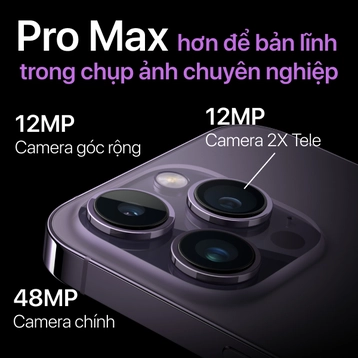 Pro Max hơn để bản lĩnh
trong chụp ảnh chuyên nghiệp
12MP
Camera góc rộng
12MP
Camera 2X Tele
48MP
Camera chính